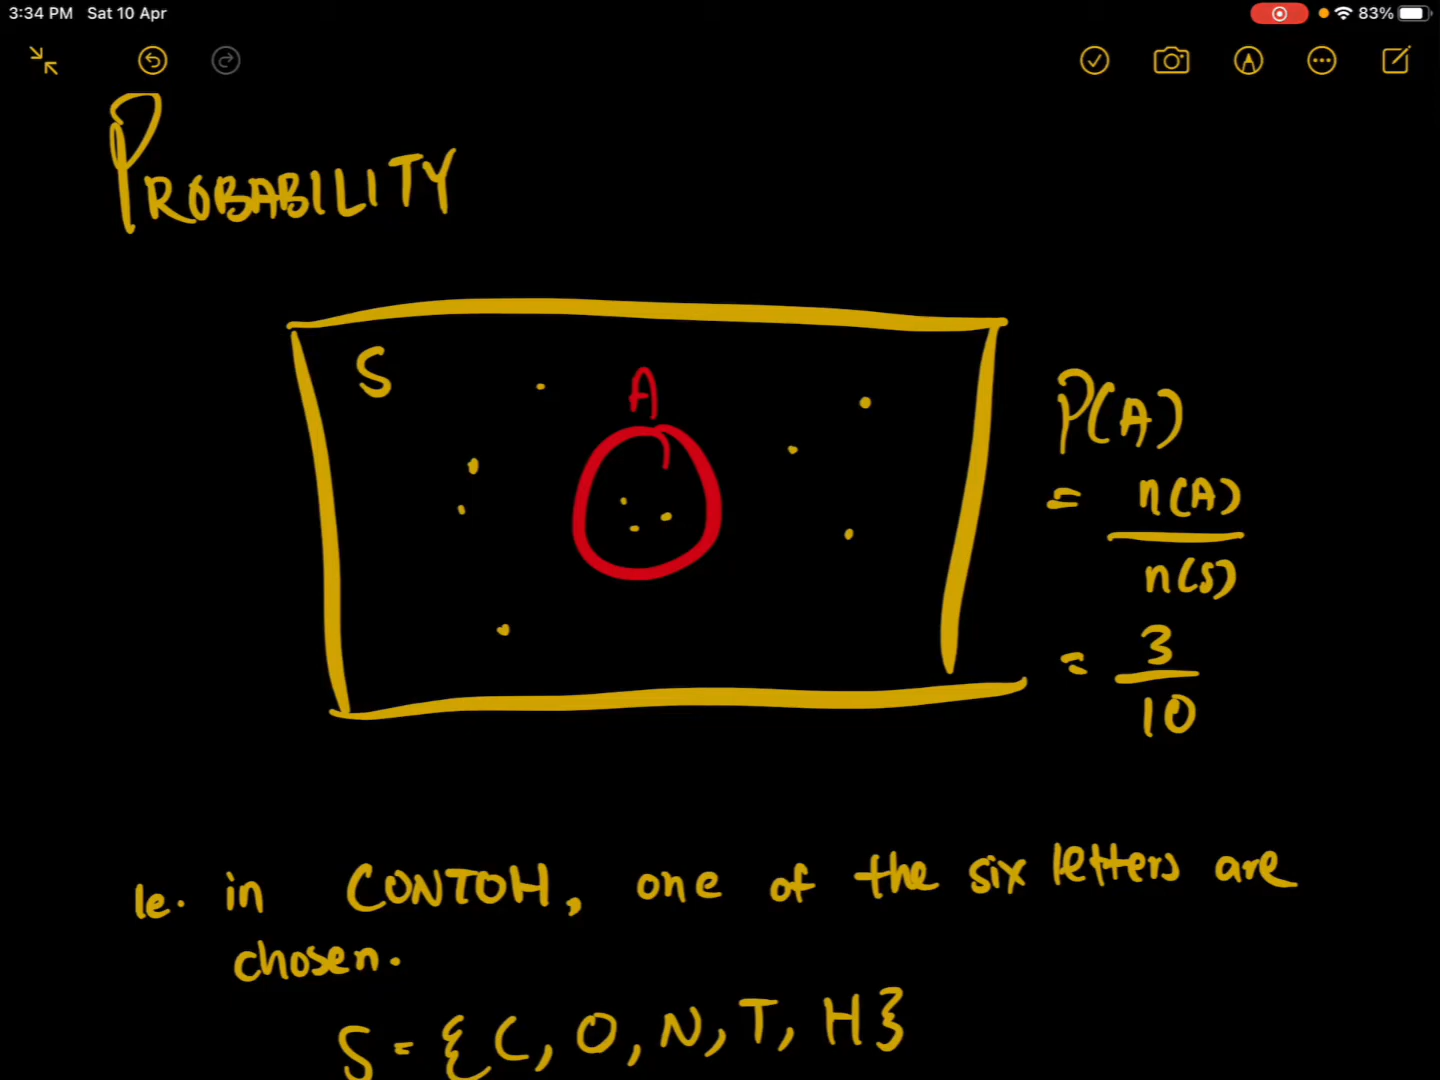 3:34 PM Sat 10 Apr 83%
PROBABILITY
S
A
P(A)
= n(A)
n(S)
= 3
10
Ie. in CONTOH, one of the six letters are
chosen.
S = {C, O, N, T, H}